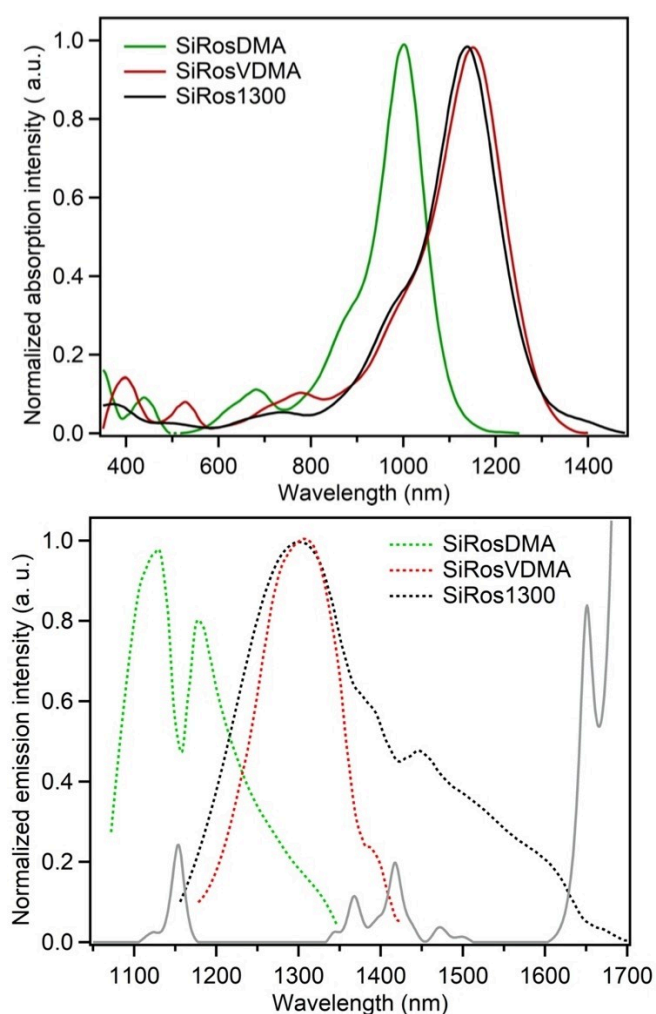 Normalized absorption intensity ( a.u.)
1.0
0.8
0.6
0.4
0.2
0.0
SiRosDMA
SiRosVDMA
SiRos1300
400 600 800 1000 1200 1400
Wavelength (nm)
Normalized emission intensity (a. u.)
1.0
0.8
0.6
0.4
0.2
0.0
SiRosDMA
SiRosVDMA
SiRos1300
1100 1200 1300 1400 1500 1600 1700
Wavelength (nm)